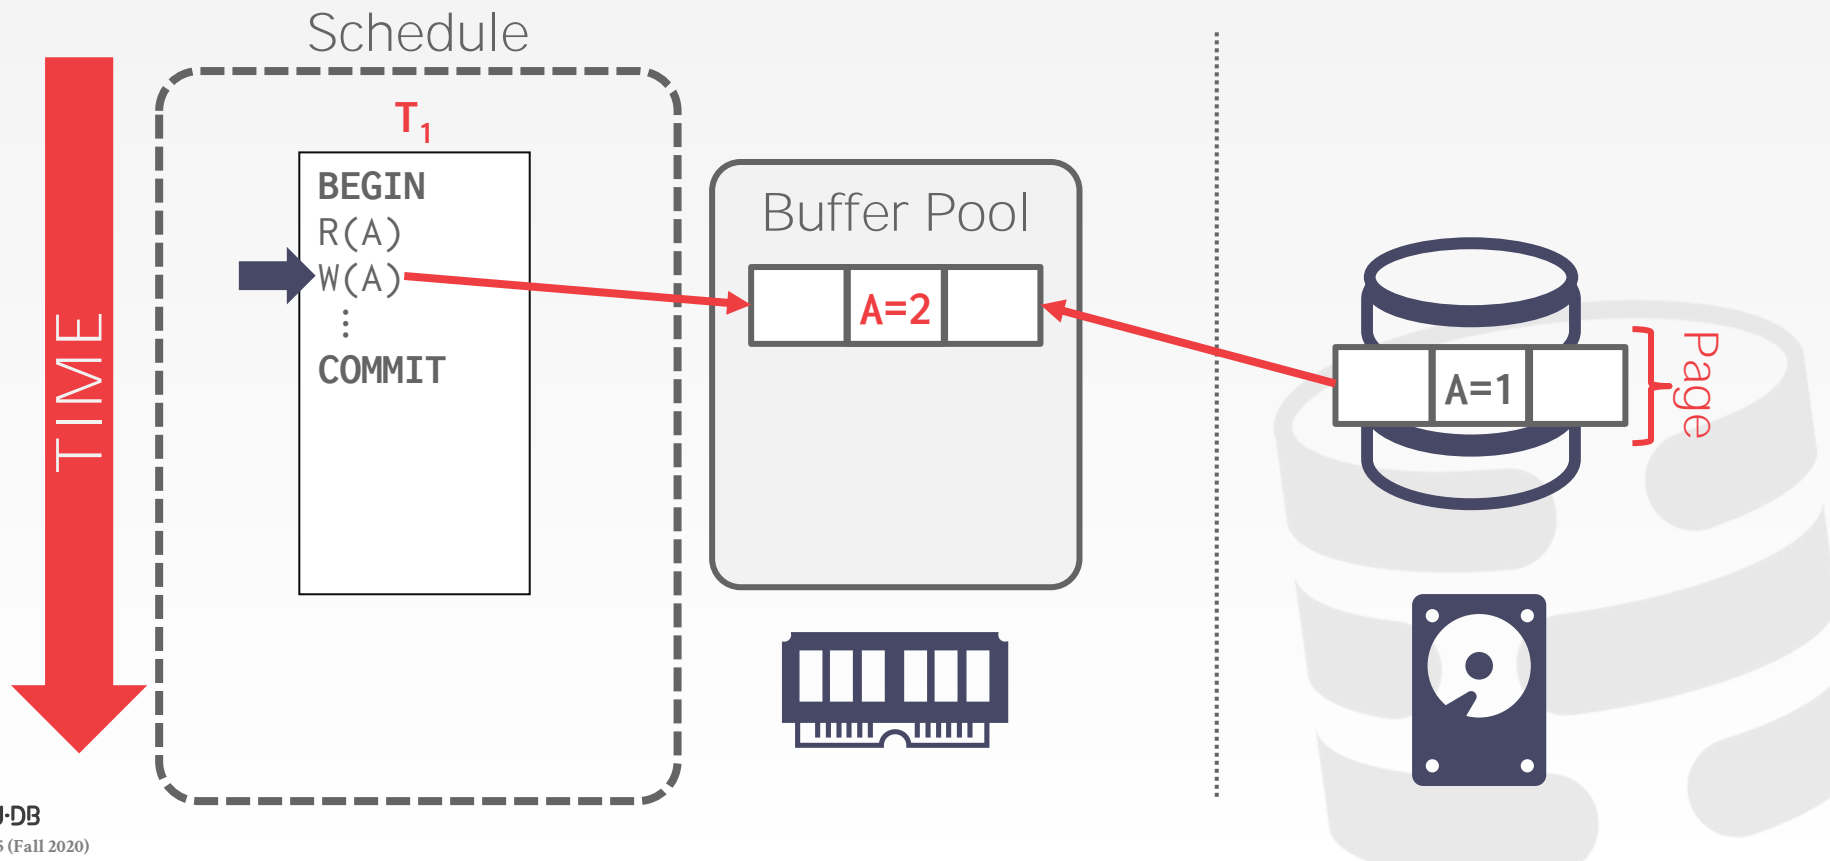 Schedule
TIME
T1
BEGIN
R(A)
W(A)
⋮
COMMIT
Buffer Pool
A=2
A=1
Page
·DB
(Fall 2020)